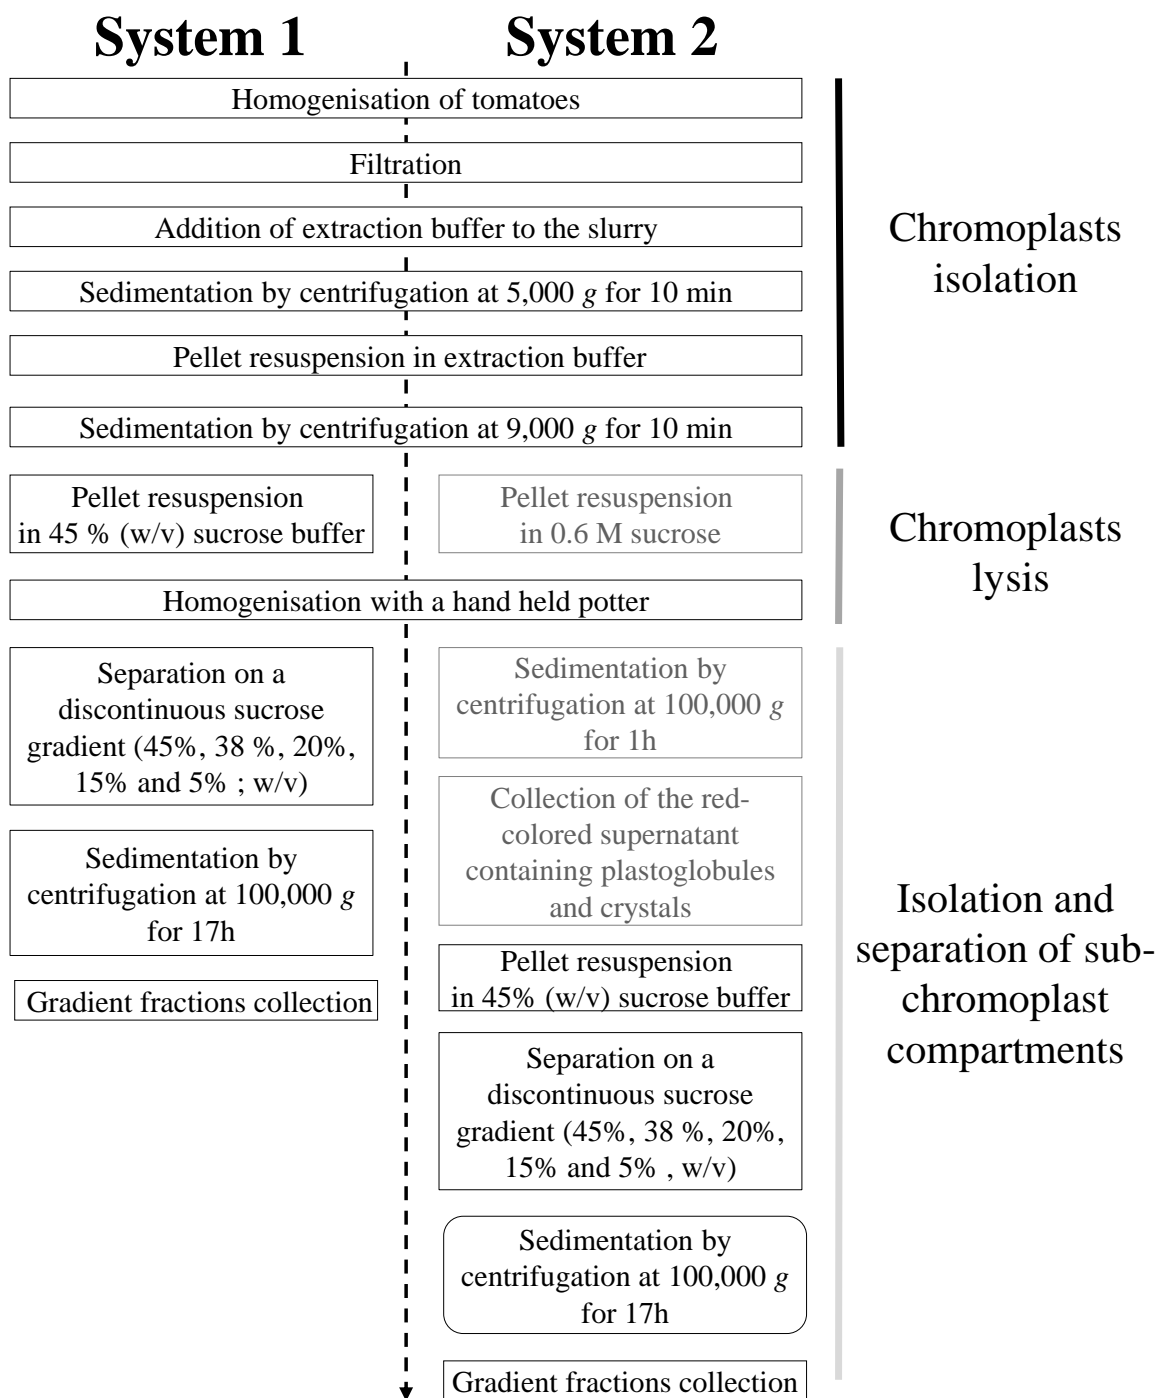 System 1
System 2
Homogenisation of tomatoes
Filtration
Addition of extraction buffer to the slurry
Sedimentation by centrifugation at 5,000 g for 10 min
Pellet resuspension in extraction buffer
Sedimentation by centrifugation at 9,000 g for 10 min
Chromoplasts
isolation
Pellet resuspension
in 45 % (w/v) sucrose buffer
Pellet resuspension
in 0.6 M sucrose
Homogenisation with a hand held potter
Chromoplasts
lysis
Separation on a
discontinuous sucrose
gradient (45%, 38 %, 20%,
15% and 5% ; w/v)
Sedimentation by
centrifugation at 100,000 g
for 17h
Gradient fractions collection
Sedimentation by
centrifugation at 100,000 g
for 1h
Collection of the red-
colored supernatant
containing plastoglobules
and crystals
Pellet resuspension
in 45% (w/v) sucrose buffer
Separation on a
discontinuous sucrose
gradient (45%, 38 %, 20%,
15% and 5% , w/v)
Sedimentation by
centrifugation at 100,000 g
for 17h
Gradient fractions collection
Isolation and
separation of sub-
chromoplast
compartments